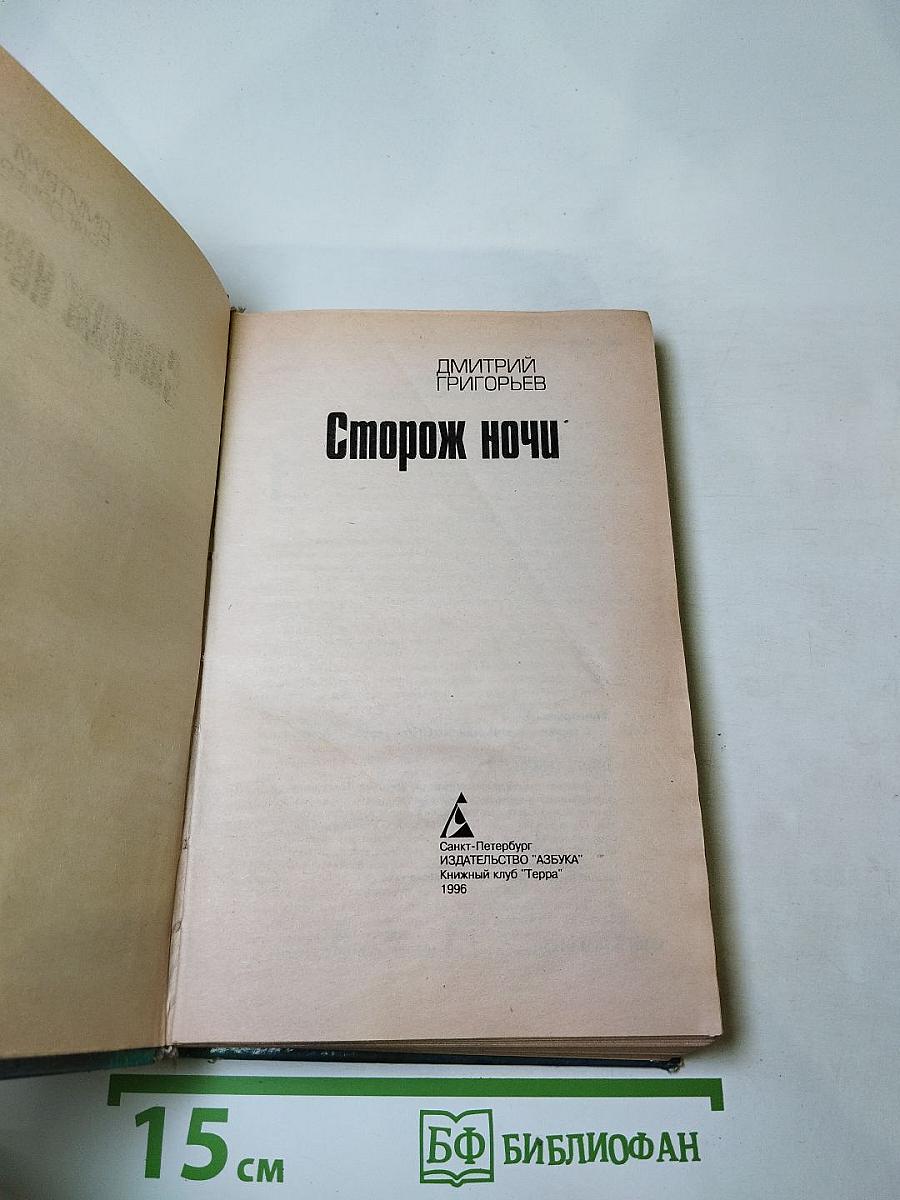 ДМИТРИЙ
ГРИГОРЬЕВ
Сторож ночи
Санкт-Петербург
ИЗДАТЕЛЬСТВО "АЗБУКА"
Книжный клуб "Терра"
1996
15 см
БФ БИБЛИОФАН